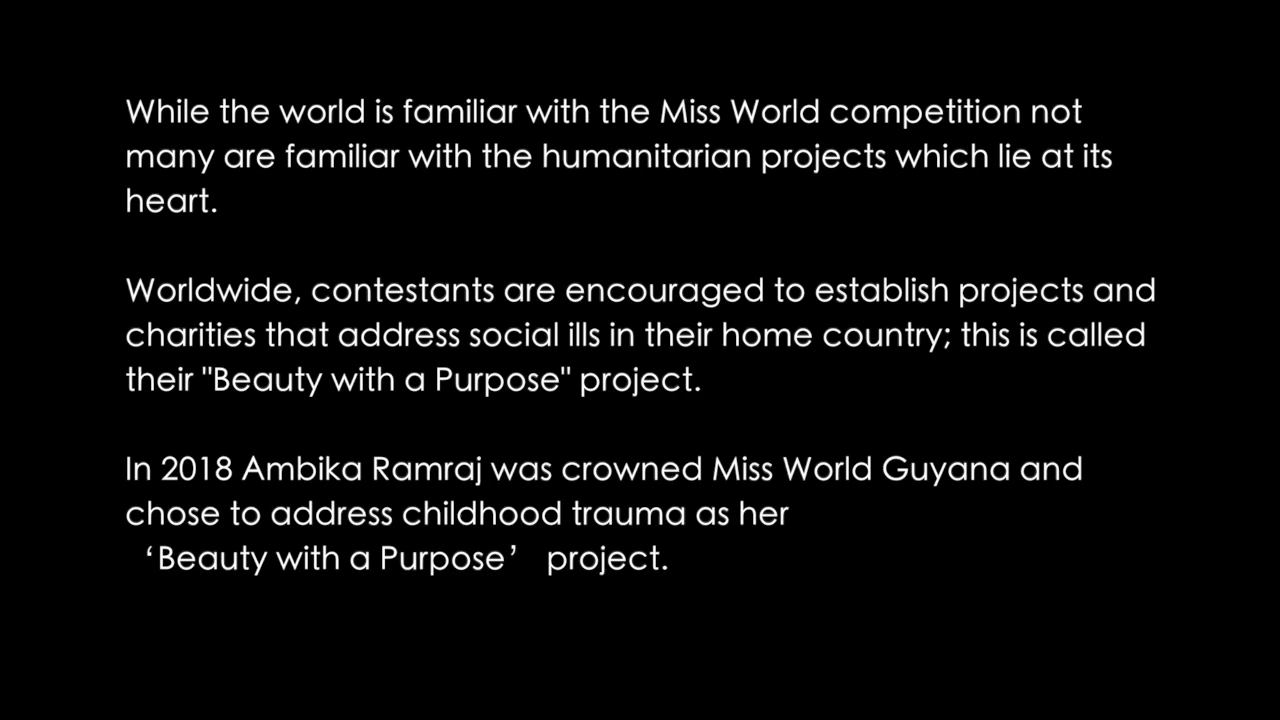 While the world is familiar with the Miss World competition not
many are familiar with the humanitarian projects which lie at its
heart.
Worldwide, contestants are encouraged to establish projects and
charities that address social ills in their home country; this is called
their "Beauty with a Purpose" project.
In 2018 Ambika Ramraj was crowned Miss World Guyana and
chose to address childhood trauma as her
‘Beauty with a Purpose’ project.